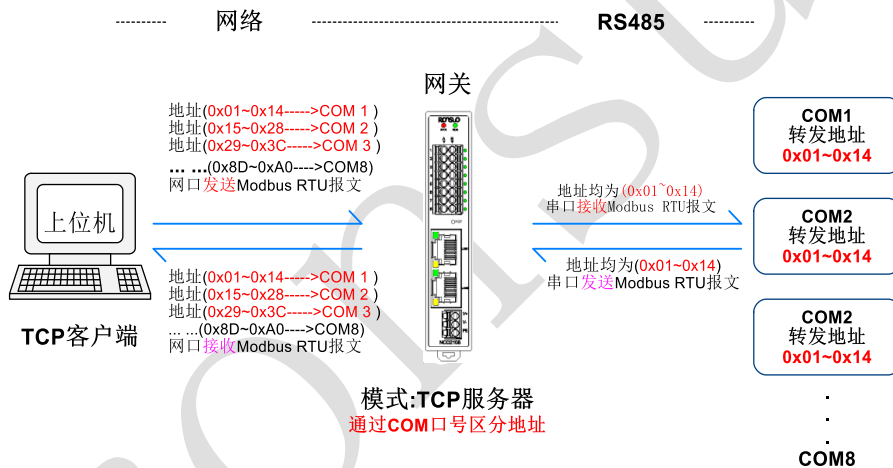 网络
RS485
网关
地址(0x01~0x14----->COM 1 )
地址(0x15~0x28----->COM 2 )
地址(0x29~0x3C----->COM 3 )
... ...(0x8D~0xA0---->COM8)
网口发送Modbus RTU报文
上位机
地址(0x01~0x14----->COM 1 )
地址(0x15~0x28----->COM 2 )
地址(0x29~0x3C----->COM 3 )
... ...(0x8D~0xA0---->COM8)
网口接收Modbus RTU报文
TCP客户端
地址均为(0x01~0x14)
串口接收Modbus RTU报文
地址均为(0x01~0x14)
串口发送Modbus RTU报文
COM1
转发地址
0x01~0x14
COM2
转发地址
0x01~0x14
COM2
转发地址
0x01~0x14
.
.
.
COM8
模式:TCP服务器
通过COM口号区分地址